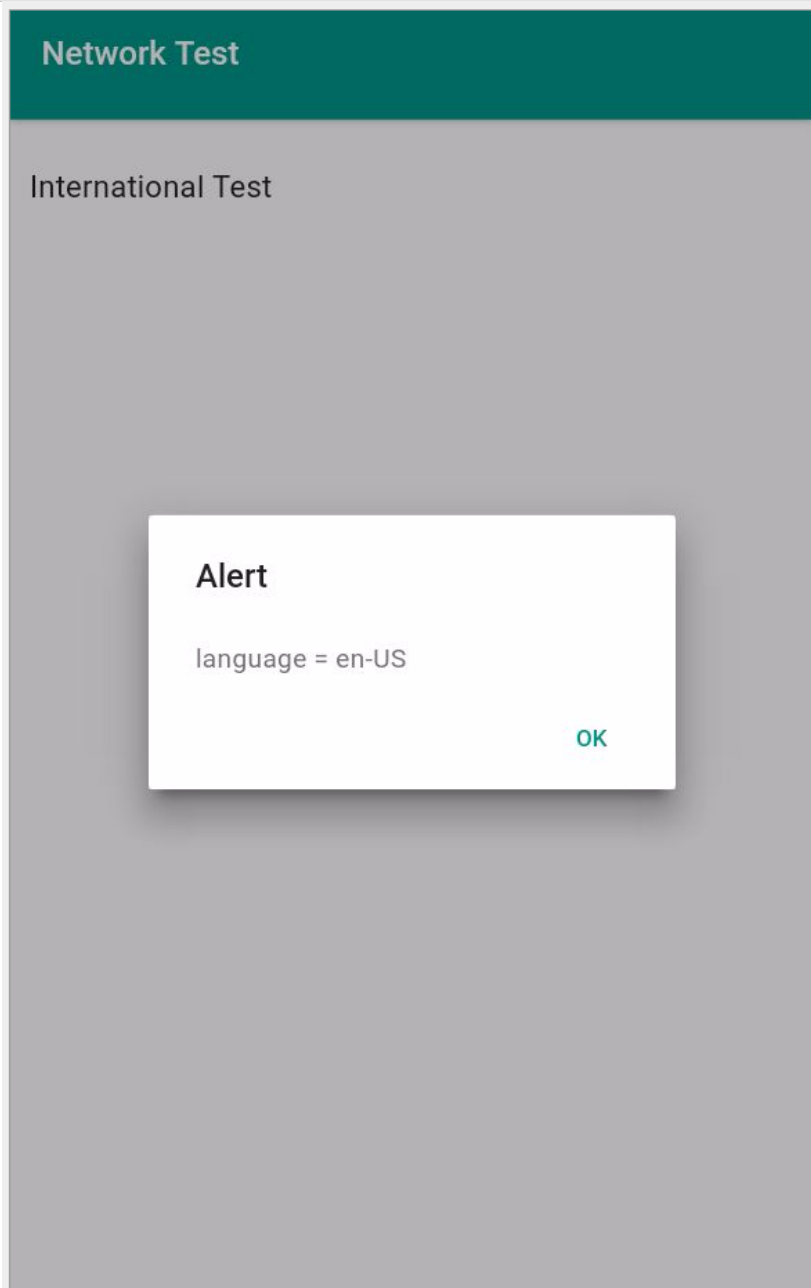 Network Test
International Test
Alert
language = en-US
OK